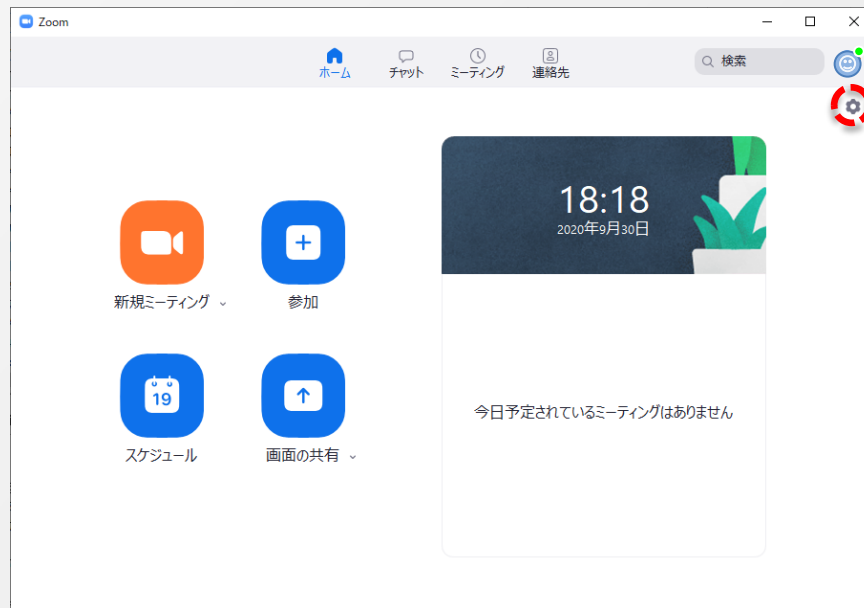 Zoom
ホーム
チャット
ミーティング
連絡先
検索
18:18
2020年9月30日
新規ミーティング
参加
19
スケジュール
画面の共有
今日予定されているミーティングはありません